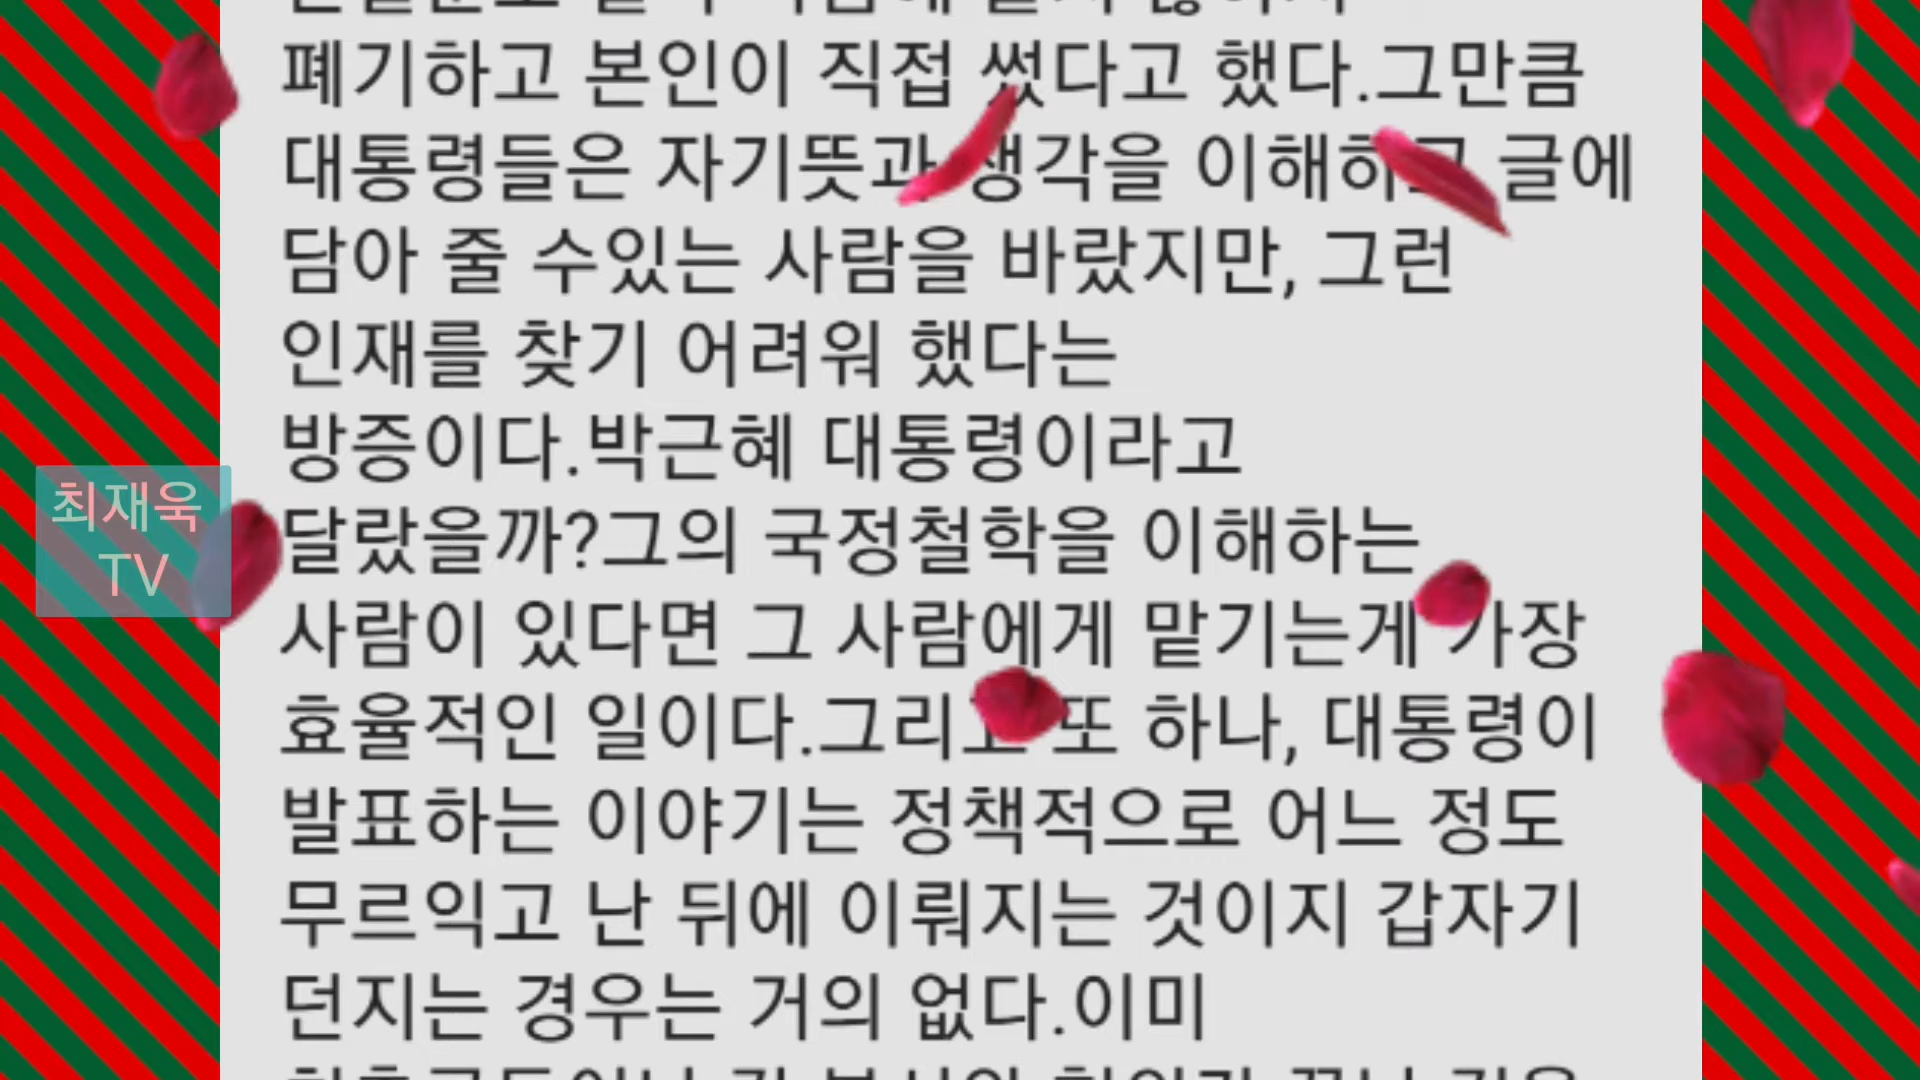 폐기하고 본인이 직접 썼다고 했다.그만큼
대통령들은 자기뜻과 생각을 이해하고 글에
담아 줄 수있는 사람을 바랐지만, 그런
인재를 찾기 어려워 했다는
방증이다.박근혜 대통령이라고
달랐을까?그의 국정철학을 이해하는
사람이 있다면 그 사람에게 맡기는게 가장
효율적인 일이다.그리고 또 하나, 대통령이
발표하는 이야기는 정책적으로 어느 정도
무르익고 난 뒤에 이뤄지는 것이지 갑자기
던지는 경우는 거의 없다.이미
최재욱
TV